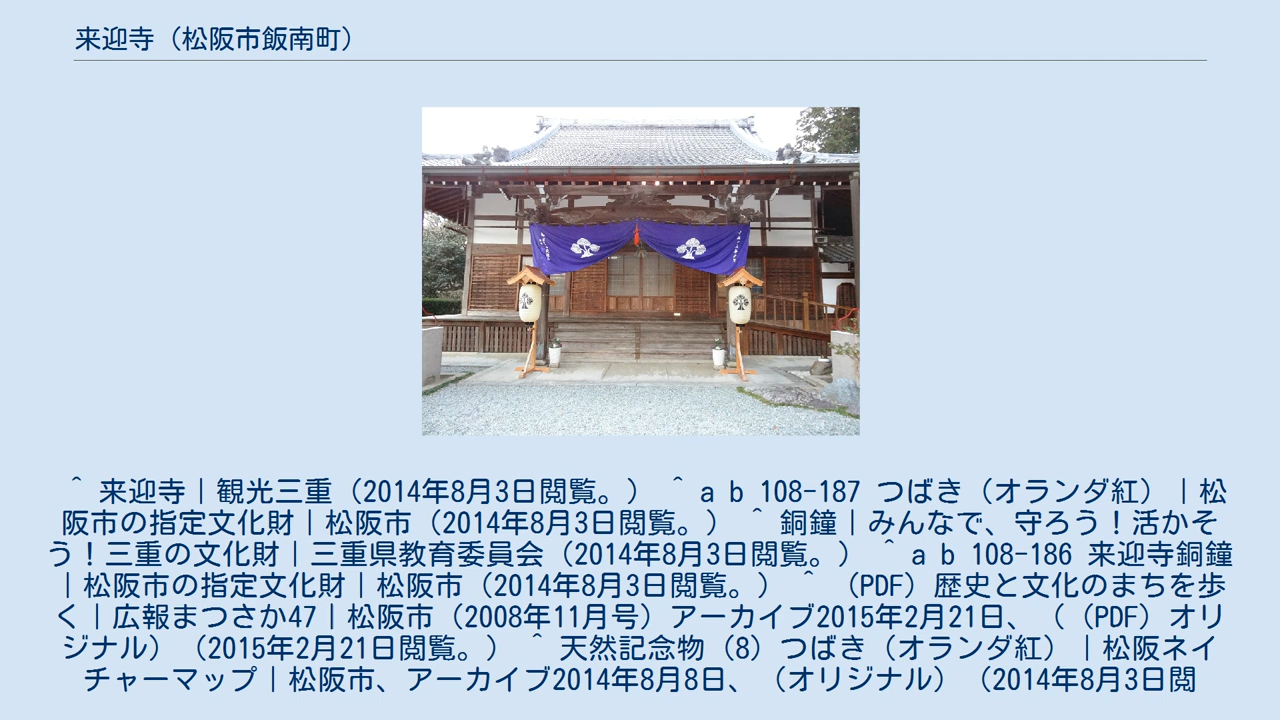 来迎寺（松阪市飯南町）
^ 来迎寺｜観光三重（2014年8月3日閲覧。） ^ a b 108-187 つばき（オランダ紅）｜松
阪市の指定文化財｜松阪市（2014年8月3日閲覧。） ^ 銅鐘｜みんなで、守ろう！活かそ
う！三重の文化財｜三重県教育委員会（2014年8月3日閲覧。） ^ a b 108-186 来迎寺銅鐘
｜松阪市の指定文化財｜松阪市（2014年8月3日閲覧。） ^ （PDF）歴史と文化のまちを歩
く｜広報まつさか47｜松阪市（2008年11月号）アーカイブ2015年2月21日、（（PDF）オリ
ジナル）（2015年2月21日閲覧。） ^ 天然記念物（8）つばき（オランダ紅）｜松阪ネイ
チャーマップ｜松阪市、アーカイブ2014年8月8日、（オリジナル）（2014年8月3日閲